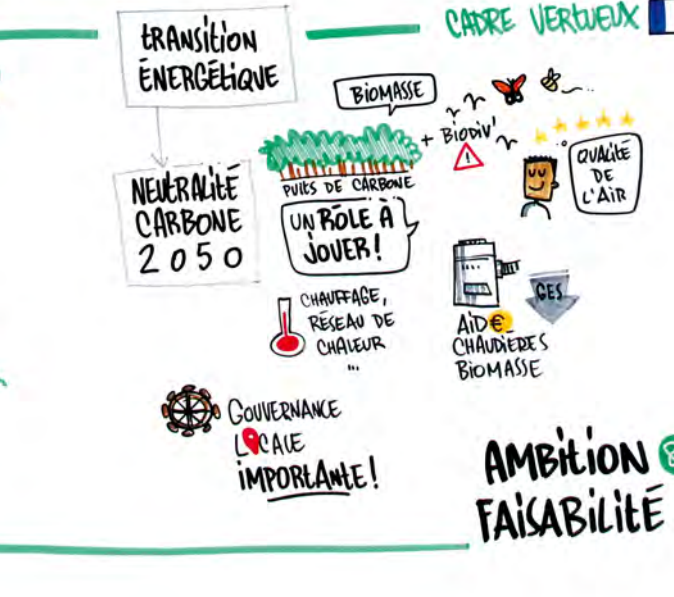 CADRE VERTUEUX
tRANSition
ÉNERGÉtiQUE
BiOMASSE
+ BiODiV'
!
QUALitÉ
DE
L'AiR
PUitS DE CARBONE
NEUtRALitÉ
CARBONE
2050
UN RÔLE À
JOUER!
GES
CHAUFFAGE,
RÉSEAU DE
CHALEUR
...
AiD€
CHAUDiÈRES
BiOMASSE
GOUVERNANCE
LOCALE
iMPORtANtE!
AMBitiON
FAiSABiLitÉ